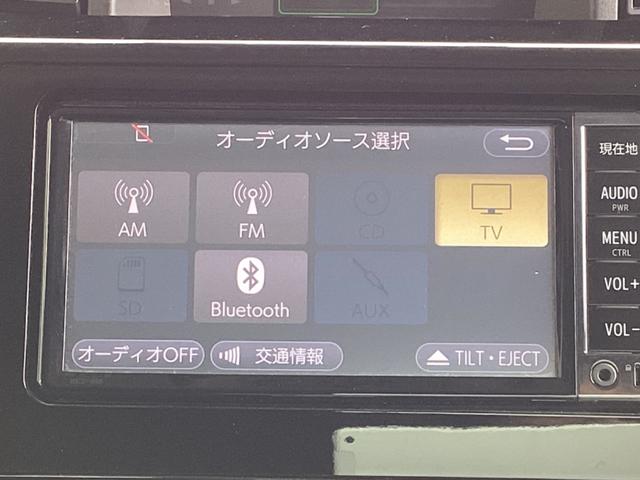 オーディオソース選択
現在地
AM
FM
CD
TV
AUDIO
PWR
SD
Bluetooth
AUX
MENU
CTRL
VOL+
VOL-
オーディオOFF
交通情報
TILT・EJECT